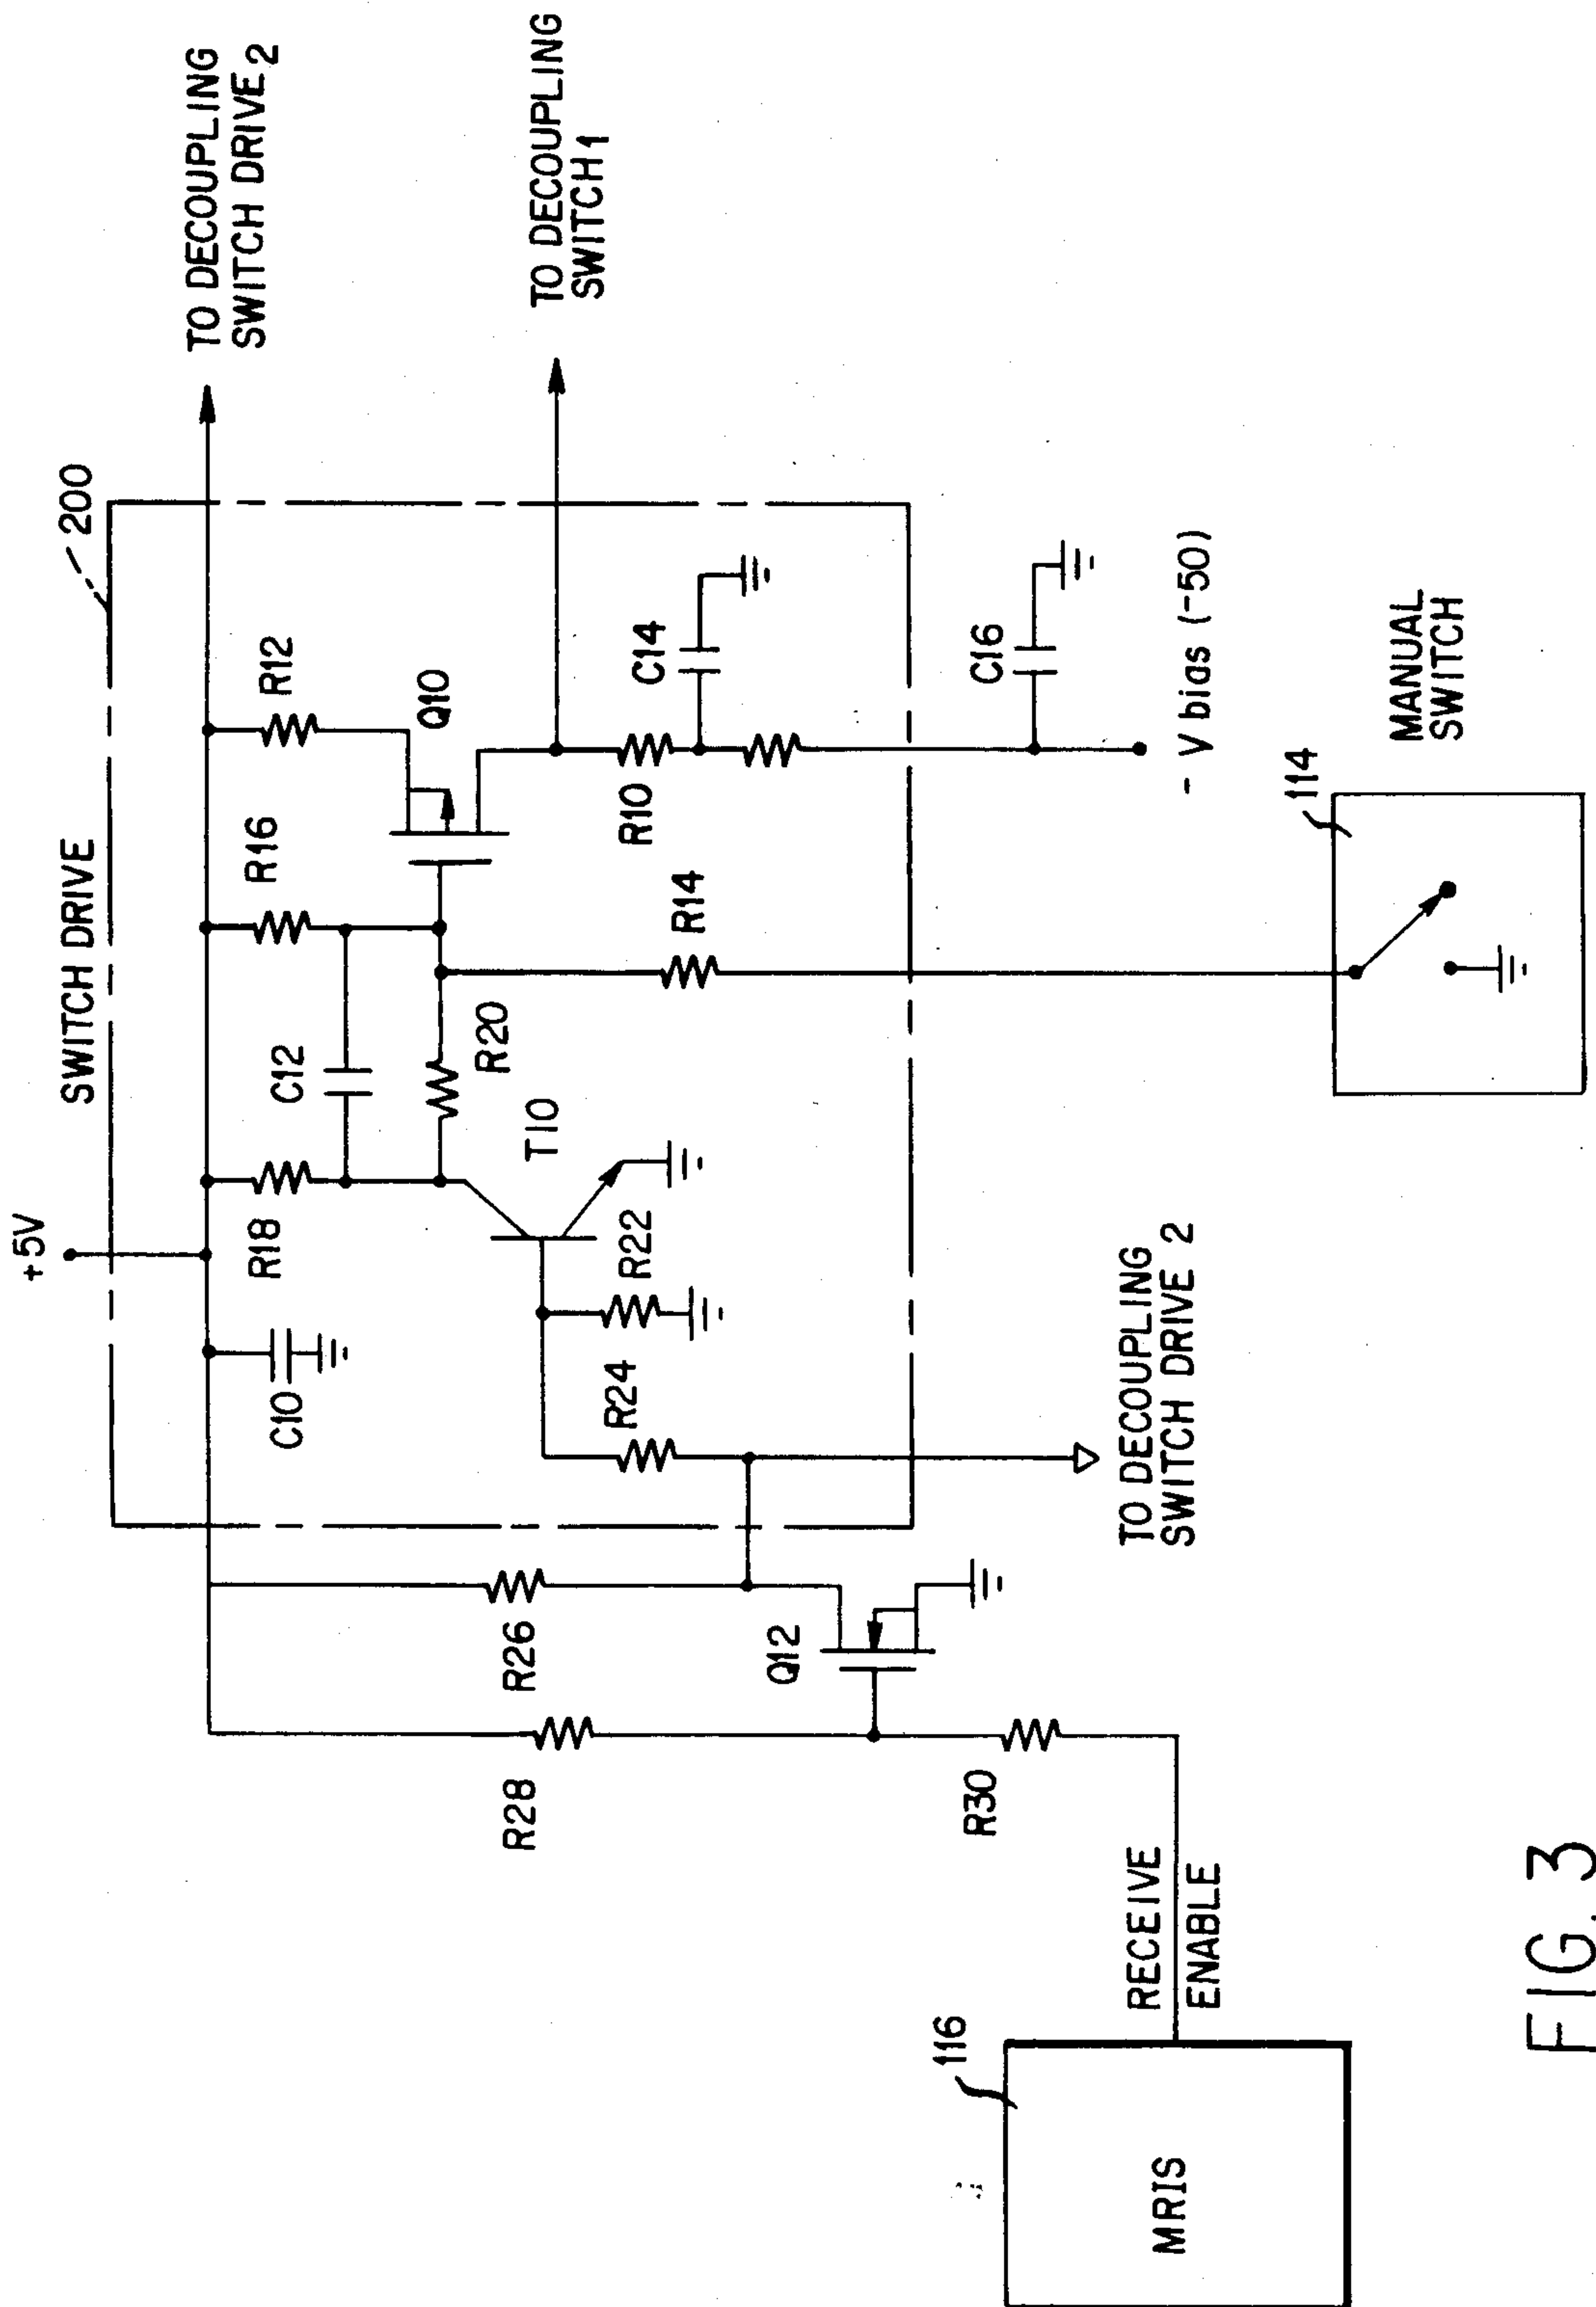 +5V
SWITCH DRIVE
200
TO DECOUPLING
SWITCH DRIVE 2
R28
R26
C10
R18
C12
R16
R12
Q10
TO DECOUPLING
SWITCH 1
R24
R22
T10
R20
R14
R10
C14
Q12
R30
C16
- V bias (-50)
TO DECOUPLING
SWITCH DRIVE 2
RECEIVE
ENABLE
116
MRIS
114
MANUAL
SWITCH
FIG. 3